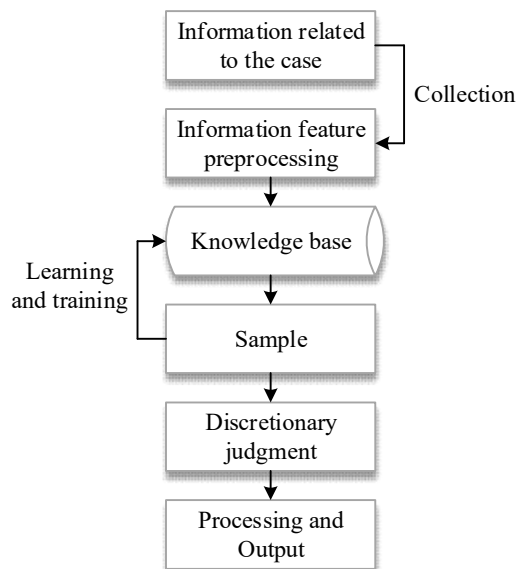 Information related
to the case
Collection
Information feature
preprocessing
Knowledge base
Learning
and training
Sample
Discretionary
judgment
Processing and
Output